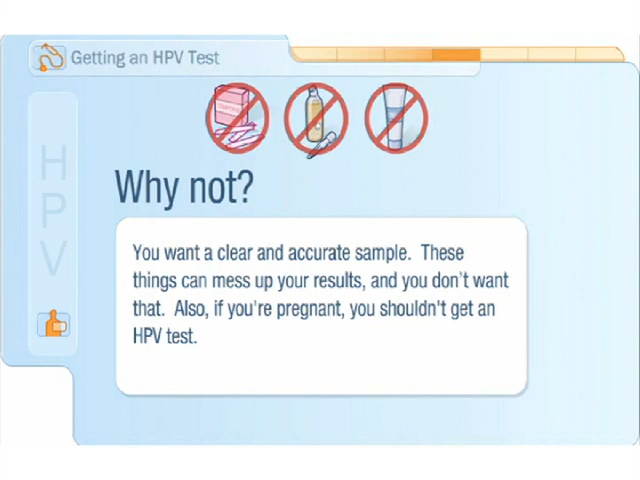 Getting an HPV Test
H
P
V
Why not?
You want a clear and accurate sample.  These
things can mess up your results, and you don't want
that.  Also, if you're pregnant, you shouldn't get an
HPV test.